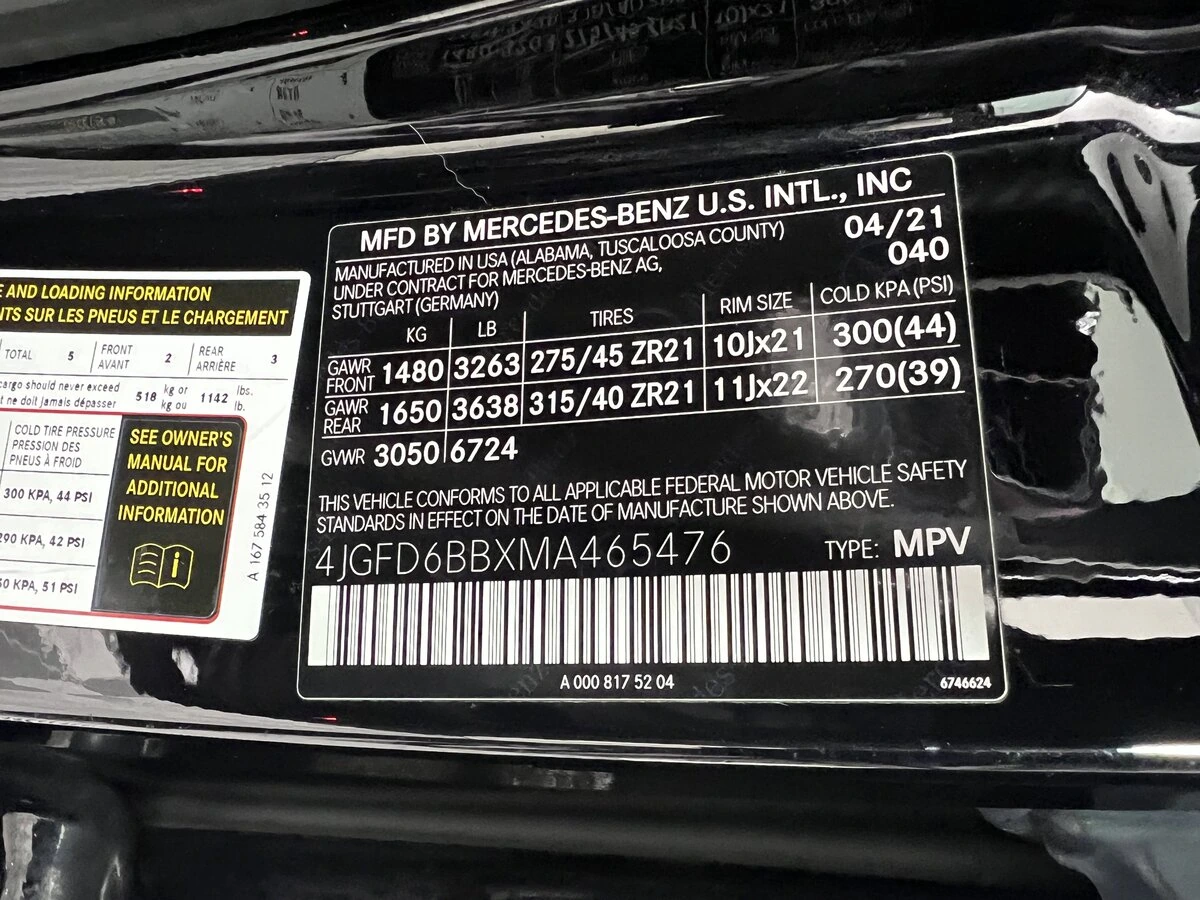 E AND LOADING INFORMATION
NTS SUR LES PNEUS ET LE CHARGEMENT
TOTAL 5 FRONT 2 REAR 3
AVANT ARRIÈRE
cargo should never exceed 518 kg or 1142 lbs.
t ne doit jamais dépasser kg ou lb.
COLD TIRE PRESSURE
PRESSION DES
PNEUS À FROID
300 KPA, 44 PSI
290 KPA, 42 PSI
0 KPA, 51 PSI
SEE OWNER'S
MANUAL FOR
ADDITIONAL
INFORMATION
A 167 584 35 12
MFD BY MERCEDES-BENZ U.S. INTL., INC
MANUFACTURED IN USA (ALABAMA, TUSCALOOSA COUNTY) 04/21
UNDER CONTRACT FOR MERCEDES-BENZ AG, 040
STUTTGART (GERMANY)
KG LB TIRES RIM SIZE COLD KPA (PSI)
GAWR FRONT 1480 3263 275/45 ZR21 10Jx21 300(44)
GAWR REAR 1650 3638 315/40 ZR21 11Jx22 270(39)
GVWR 3050 6724
THIS VEHICLE CONFORMS TO ALL APPLICABLE FEDERAL MOTOR VEHICLE SAFETY
STANDARDS IN EFFECT ON THE DATE OF MANUFACTURE SHOWN ABOVE.
4JGFD6BBXMA465476 TYPE: MPV
A 000 817 52 04 6746624